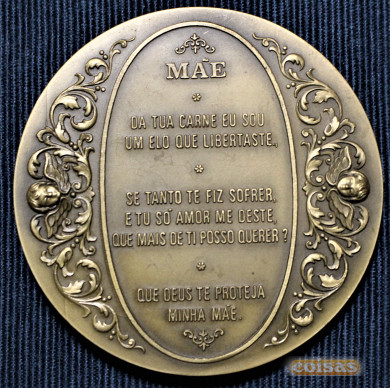 MÃE
*
DA TUA CARNE EU SOU
UM ELO QUE LIBERTASTE,
*
SE TANTO TE FIZ SOFRER,
E TU SÓ AMOR ME DESTE,
QUE MAIS DE TI POSSO QUERER?
*
QUE DEUS TE PROTEJA
MINHA MÃE.
coisas